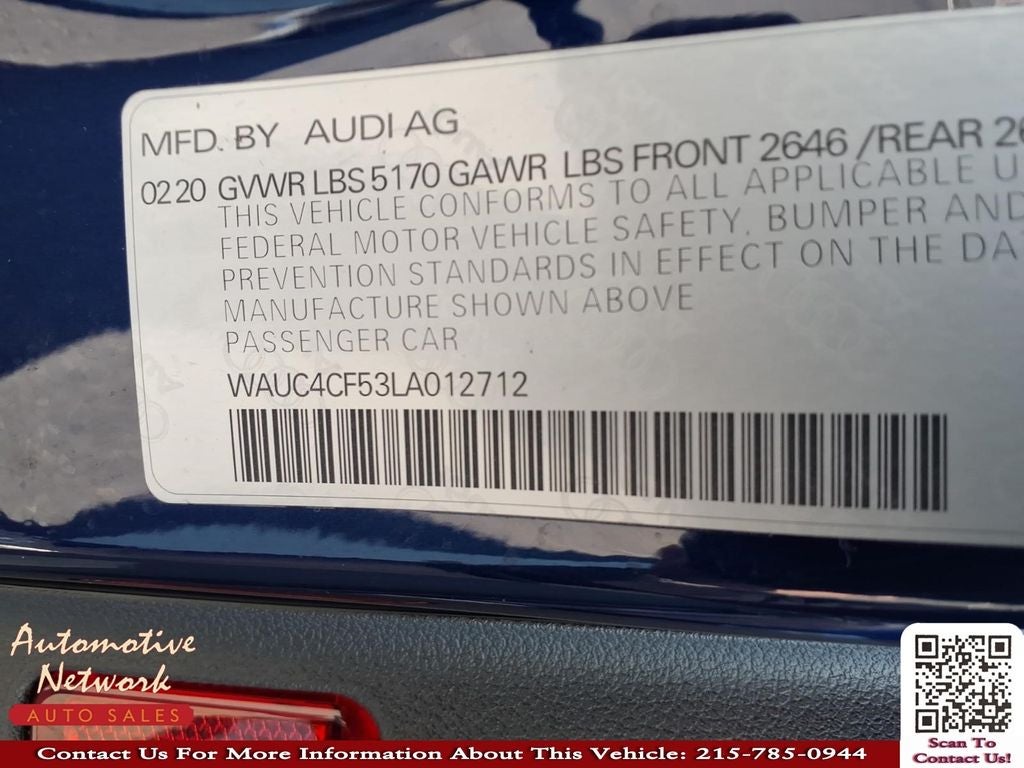 MFD. BY AUDI AG
0220 GVWR LBS 5170 GAWR LBS FRONT 2646 /REAR
THIS VEHICLE CONFORMS TO ALL APPLICABLE
FEDERAL MOTOR VEHICLE SAFETY, BUMPER AND
PREVENTION STANDARDS IN EFFECT ON THE
MANUFACTURE SHOWN ABOVE
PASSENGER CAR
WAUC4CF53LA012712
Automotive
Network
AUTO SALES
Contact Us For More Information About This Vehicle: 215-785-0944
Scan To
Contact Us!